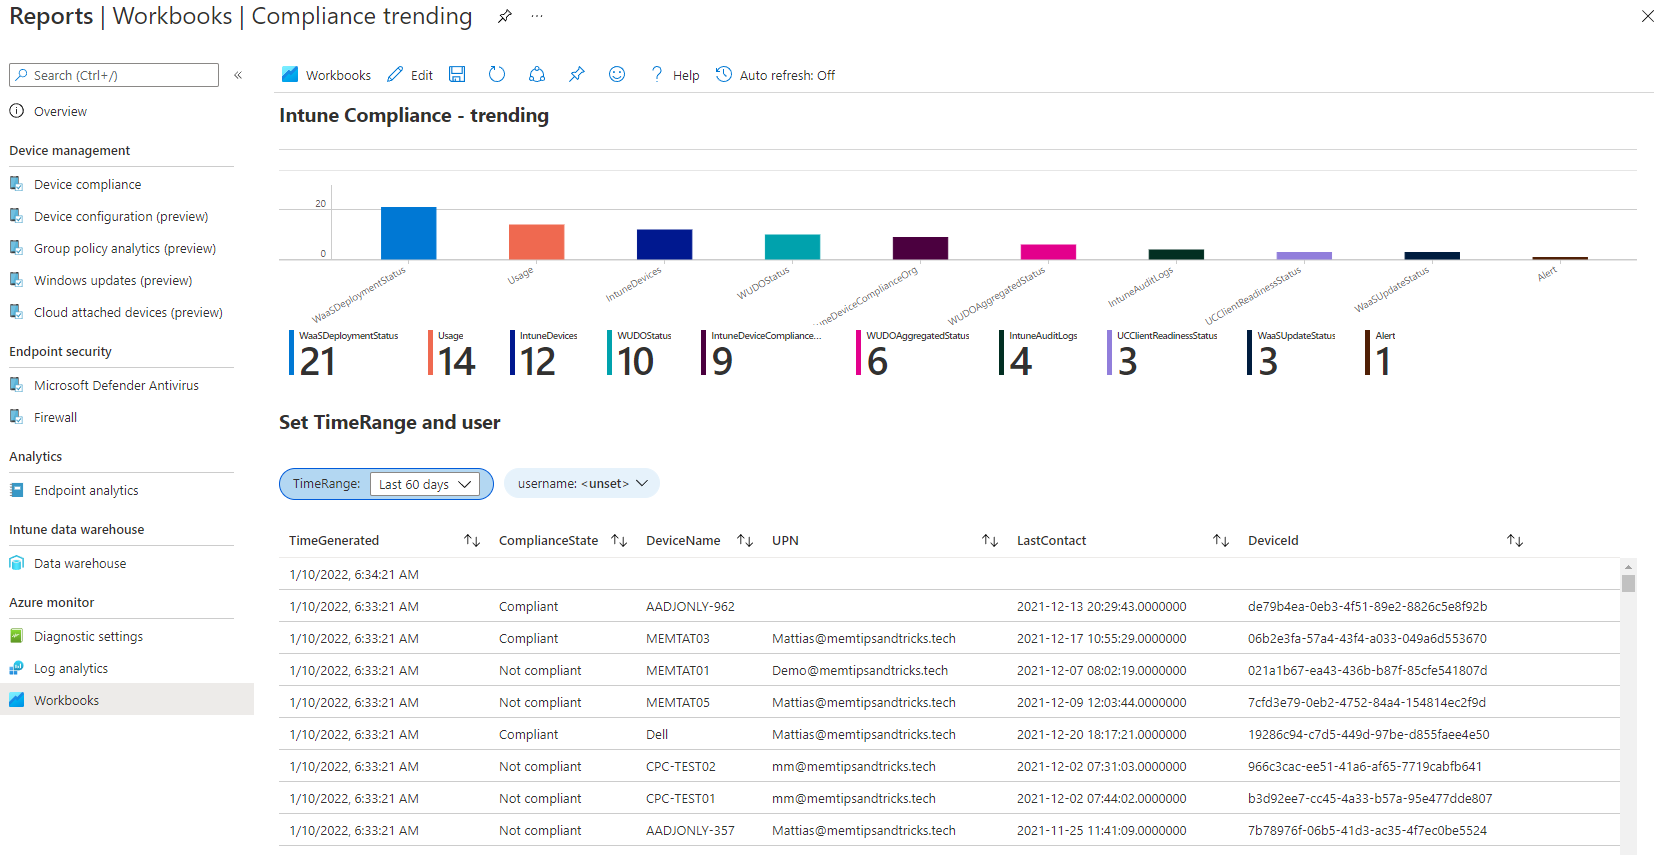 Reports | Workbooks | Compliance trending
Search (Ctrl+/)
Overview
Device management
Device compliance
Device configuration (preview)
Group policy analytics (preview)
Windows updates (preview)
Cloud attached devices (preview)
Endpoint security
Microsoft Defender Antivirus
Firewall
Analytics
Endpoint analytics
Intune data warehouse
Data warehouse
Azure monitor
Diagnostic settings
Log analytics
Workbooks
Workbooks Edit Help Auto refresh: Off
Intune Compliance - trending
20
0
WaaSDeploymentStatus
Usage
IntuneDevices
WUDOStatus
uneDeviceComplianceOrg
WUDOAggregatedStatus
IntuneAuditLogs
UCClientReadinessStatus
WaaSUpdateStatus
Alert
WaaSDeploymentStatus Usage IntuneDevices WUDOStatus IntuneDeviceCompliance... WUDOAggregatedStatus IntuneAuditLogs UCClientReadinessStatus WaaSUpdateStatus Alert
21 14 12 10 9 6 4 3 3 1
Set TimeRange and user
TimeRange: Last 60 days username: <unset>
TimeGenerated ComplianceState DeviceName UPN LastContact DeviceId
1/10/2022, 6:34:21 AM
1/10/2022, 6:33:21 AM Compliant AADJONLY-962 2021-12-13 20:29:43.0000000 de79b4ea-0eb3-4f51-89e2-8826c5e8f92b
1/10/2022, 6:33:21 AM Compliant MEMTAT03 Mattias@memtipsandtricks.tech 2021-12-17 10:55:29.0000000 06b2e3fa-57a4-43f4-a033-049a6d553670
1/10/2022, 6:33:21 AM Not compliant MEMTAT01 Demo@memtipsandtricks.tech 2021-12-07 08:02:19.0000000 021a1b67-ea43-436b-b87f-85cfe541807d
1/10/2022, 6:33:21 AM Not compliant MEMTAT05 Mattias@memtipsandtricks.tech 2021-12-09 12:03:44.0000000 7cfd3e79-0eb2-4752-84a4-154814ec2f9d
1/10/2022, 6:33:21 AM Compliant Dell Mattias@memtipsandtricks.tech 2021-12-20 18:17:21.0000000 19286c94-c7d5-449d-97be-d855faee4e50
1/10/2022, 6:33:21 AM Not compliant CPC-TEST02 mm@memtipsandtricks.tech 2021-12-02 07:31:03.0000000 966c3cac-ee51-41a6-af65-7719cabfb641
1/10/2022, 6:33:21 AM Not compliant CPC-TEST01 mm@memtipsandtricks.tech 2021-12-02 07:44:02.0000000 b3d92ee7-cc45-4a33-b57a-95e477dde807
1/10/2022, 6:33:21 AM Not compliant AADJONLY-357 Mattias@memtipsandtricks.tech 2021-11-25 11:41:09.0000000 7b78976f-06b5-41d3-ac35-4f7ec0be5524